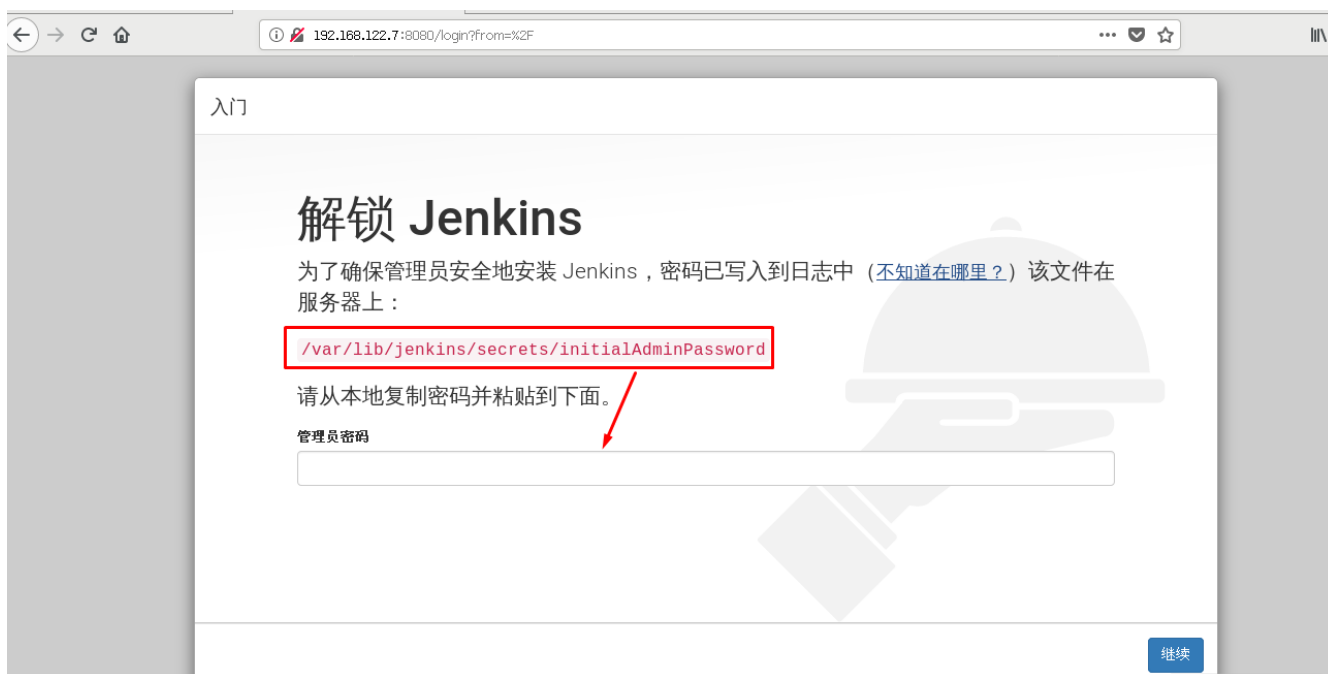 192.168.122.7:8080/login?from=%2F
入门
解锁 Jenkins
为了确保管理员安全地安装 Jenkins，密码已写入到日志中（不知道在哪里？）该文件在
服务器上：
/var/lib/jenkins/secrets/initialAdminPassword
请从本地复制密码并粘贴到下面。
管理员密码
继续